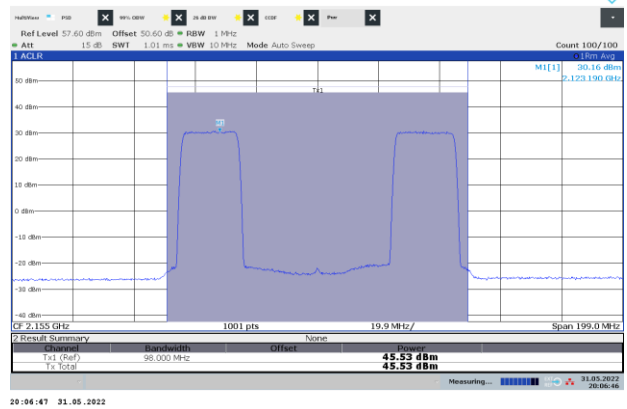 MultiView PSD X 99% OBW X 26 dB BW X CCDF X Pwr X
Ref Level 57.60 dBm Offset 50.60 dB RBW 1 MHz
Att 15 dB SWT 1.01 ms VBW 10 MHz Mode Auto Sweep Count 100/100
1 ACLR 1Rm Avg
M1[1] 30.16 dBm
2.123 190 GHz
50 dBm
Tx1
40 dBm
M1
30 dBm
20 dBm
10 dBm
0 dBm
-10 dBm
-20 dBm
-30 dBm
-40 dBm
CF 2.155 GHz 1001 pts 19.9 MHz/ Span 199.0 MHz
2 Result Summary None
Channel Bandwidth Offset Power
Tx1 (Ref) 98.000 MHz 45.53 dBm
Tx Total 45.53 dBm
Measuring... 31.05.2022
20:06:46
20:06:47 31.05.2022